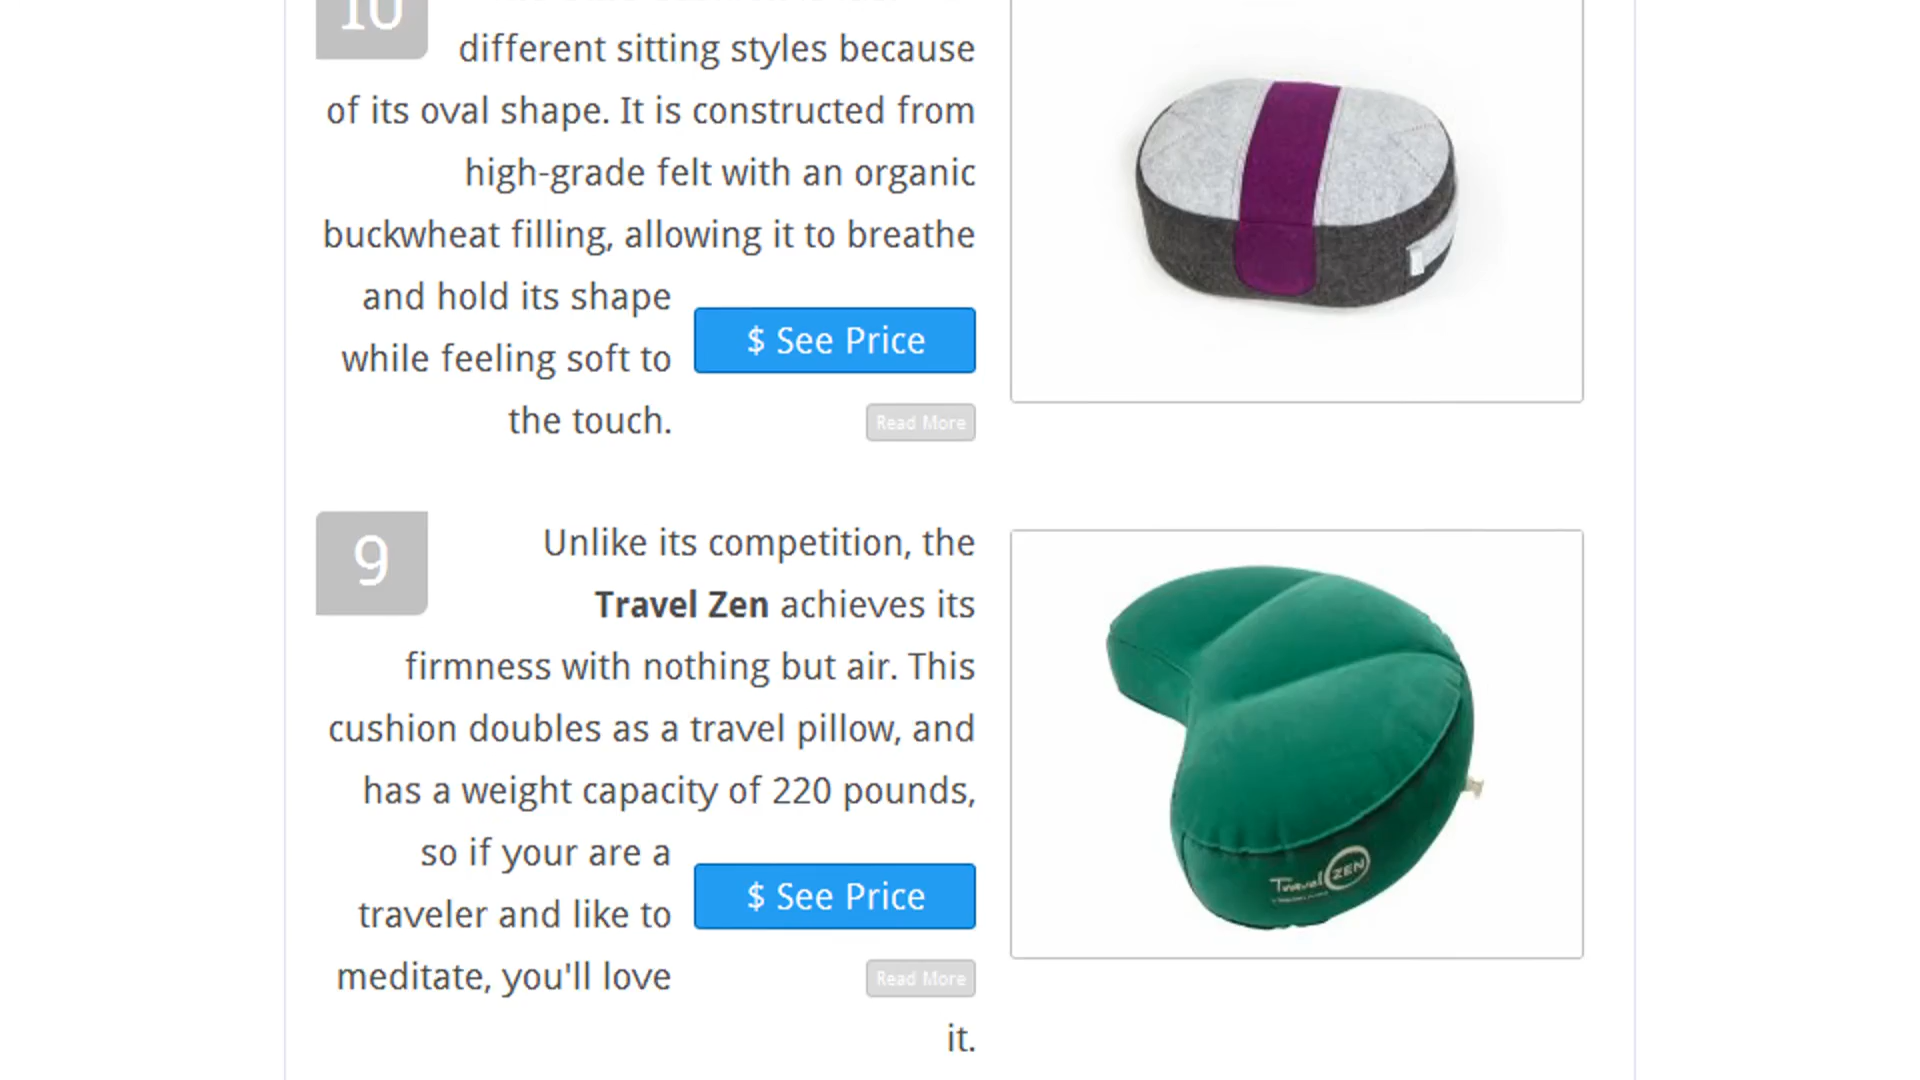 10
different sitting styles because
of its oval shape. It is constructed from
high-grade felt with an organic
buckwheat filling, allowing it to breathe
and hold its shape
while feeling soft to
the touch.
$ See Price
Read More
9
Unlike its competition, the
Travel Zen achieves its
firmness with nothing but air. This
cushion doubles as a travel pillow, and
has a weight capacity of 220 pounds,
so if your are a
traveler and like to
meditate, you'll love
it.
$ See Price
Read More
Travel ZEN